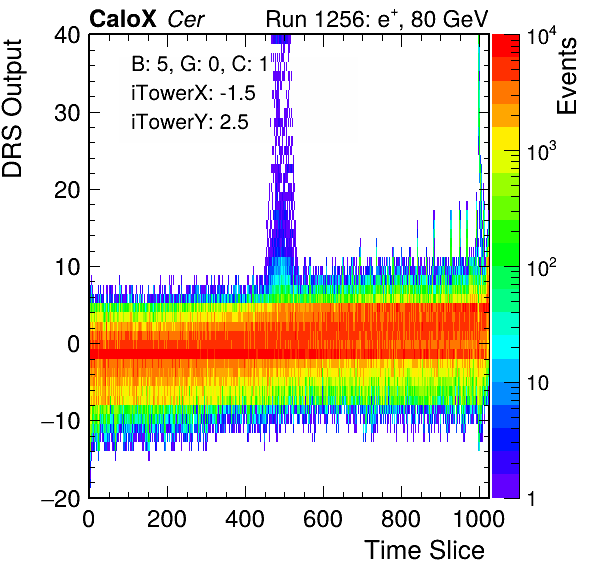 CaloX Cer Run 1256: e+, 80 GeV
B: 5, G: 0, C: 1
iTowerX: -1.5
iTowerY: 2.5
DRS Output
40
30
20
10
0
−10
−20
0 200 400 600 800 1000
Time Slice
Events
10^4
10^3
10^2
10
1